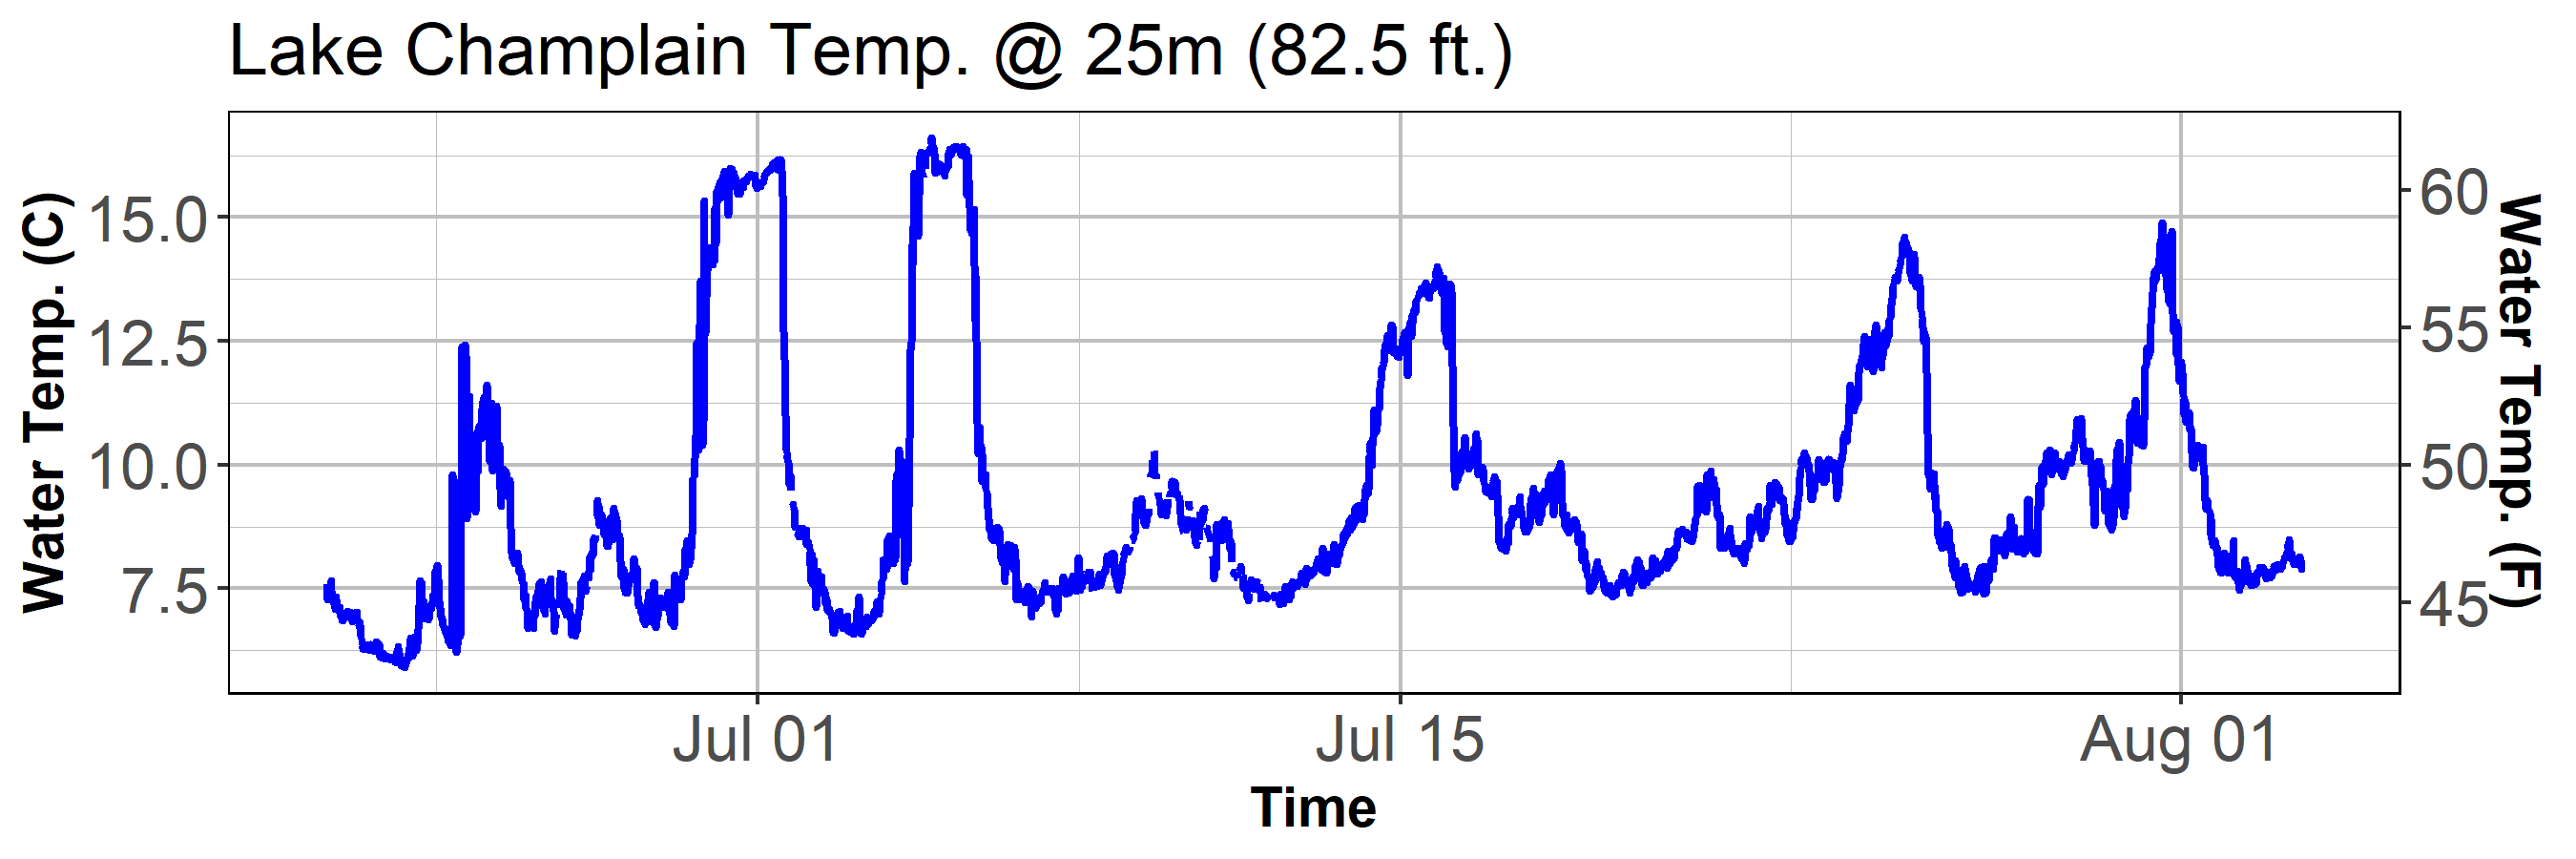 Lake Champlain Temp. @ 25m (82.5 ft.)
Water Temp. (C)
15.0
12.5
10.0
7.5
60
55
50
45
Water Temp. (F)
Jul 01
Jul 15
Aug 01
Time